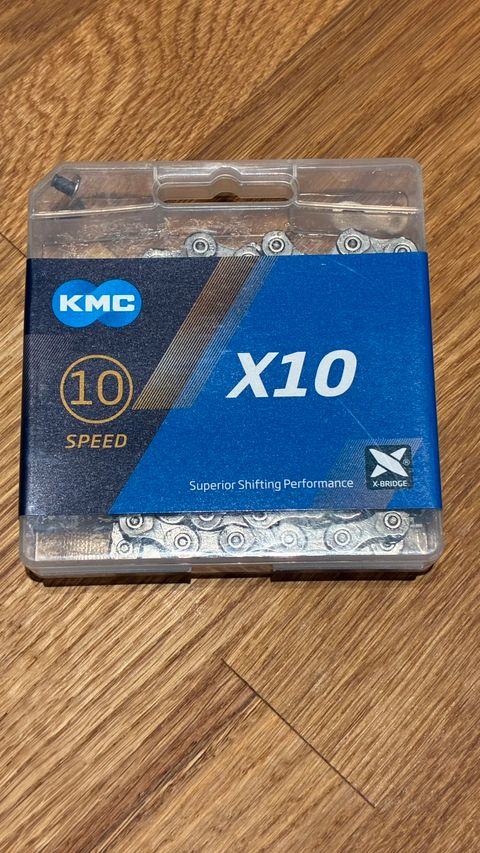 KMC
10
SPEED
X10
Superior Shifting Performance
X-BRIDGE®